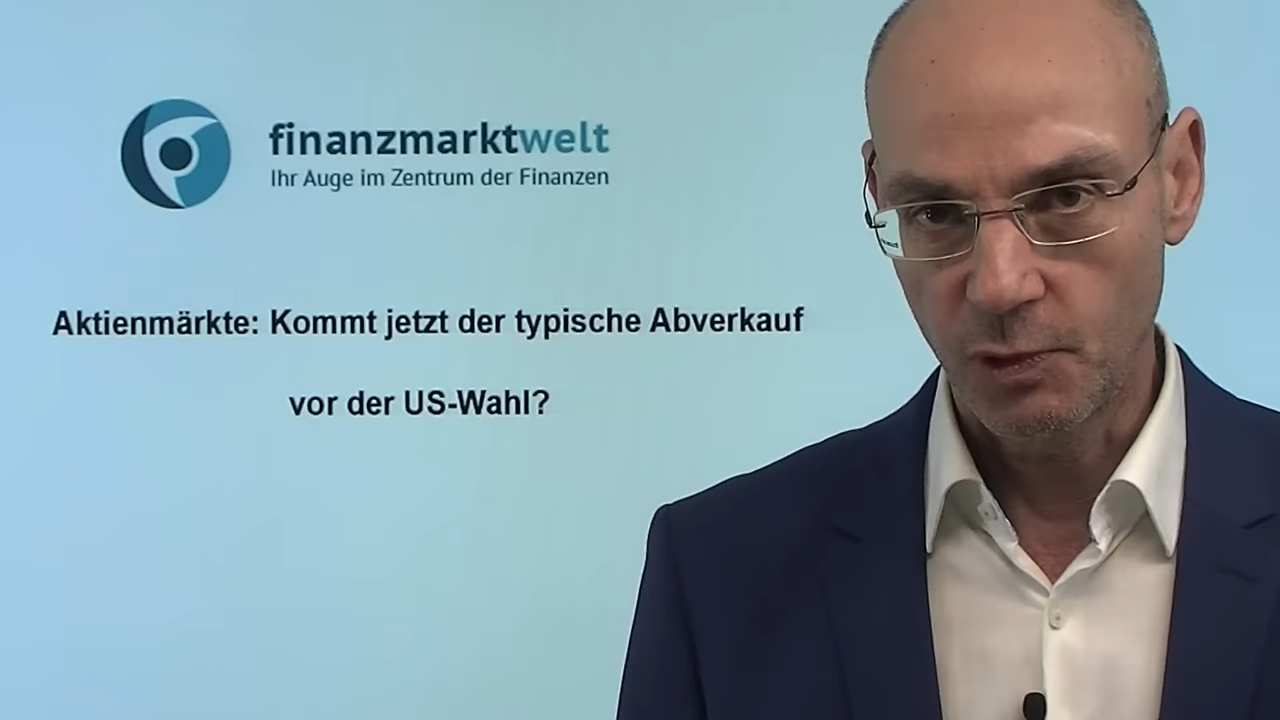 finanzmarktwelt
Ihr Auge im Zentrum der Finanzen
Aktienmärkte: Kommt jetzt der typische Abverkauf
vor der US-Wahl?